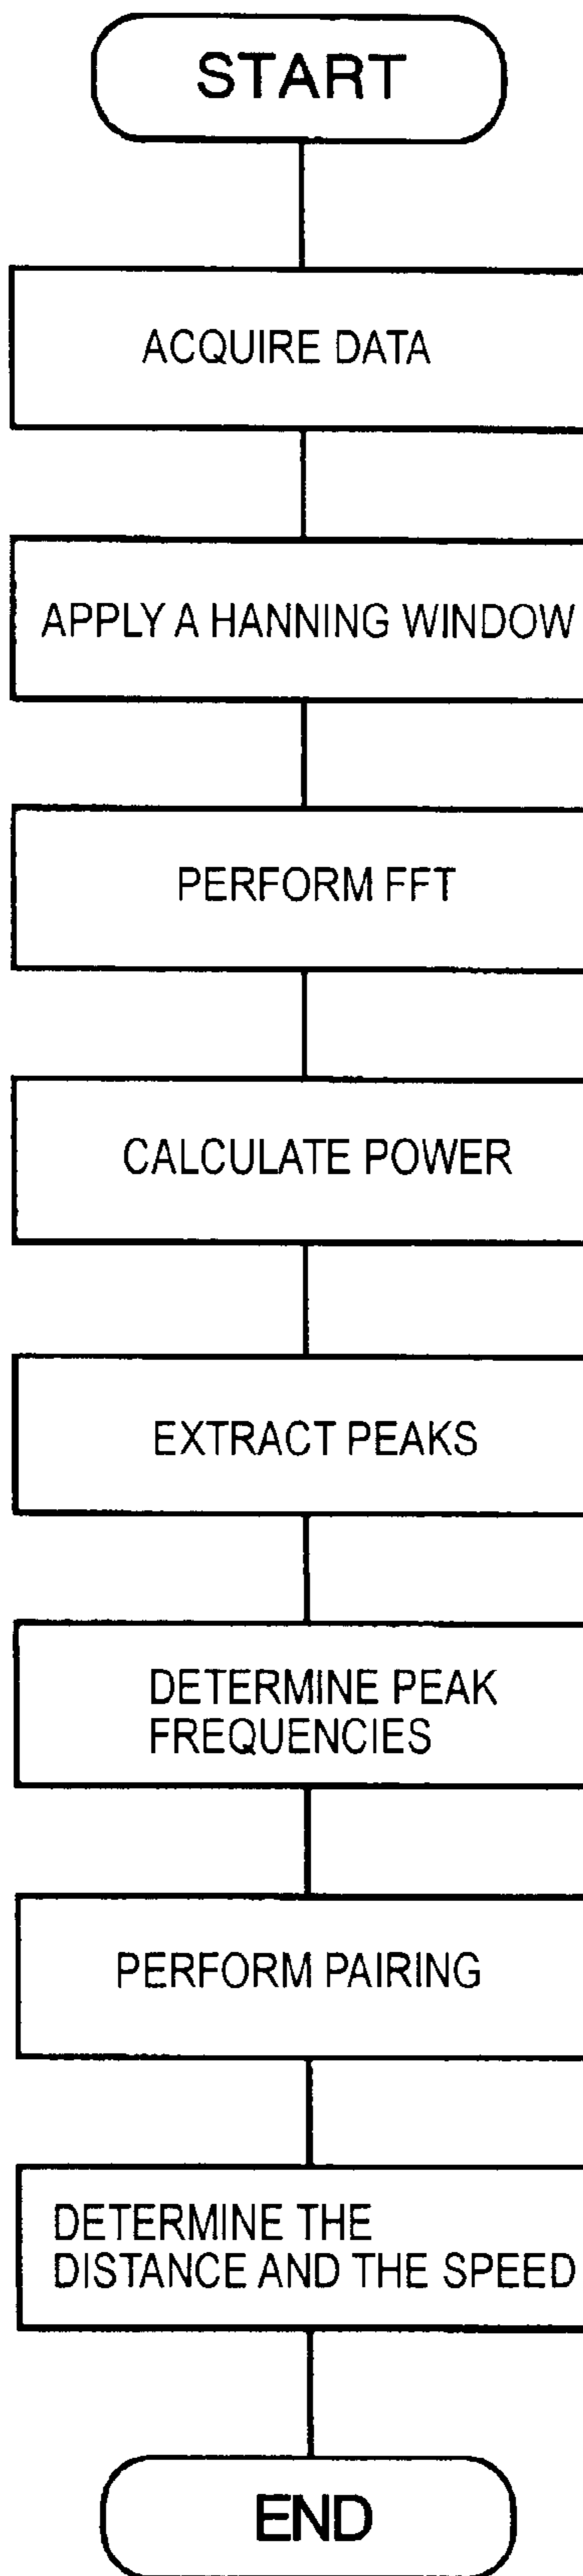 START
ACQUIRE DATA
APPLY A HANNING WINDOW
PERFORM FFT
CALCULATE POWER
EXTRACT PEAKS
DETERMINE PEAK
FREQUENCIES
PERFORM PAIRING
DETERMINE THE
DISTANCE AND THE SPEED
END